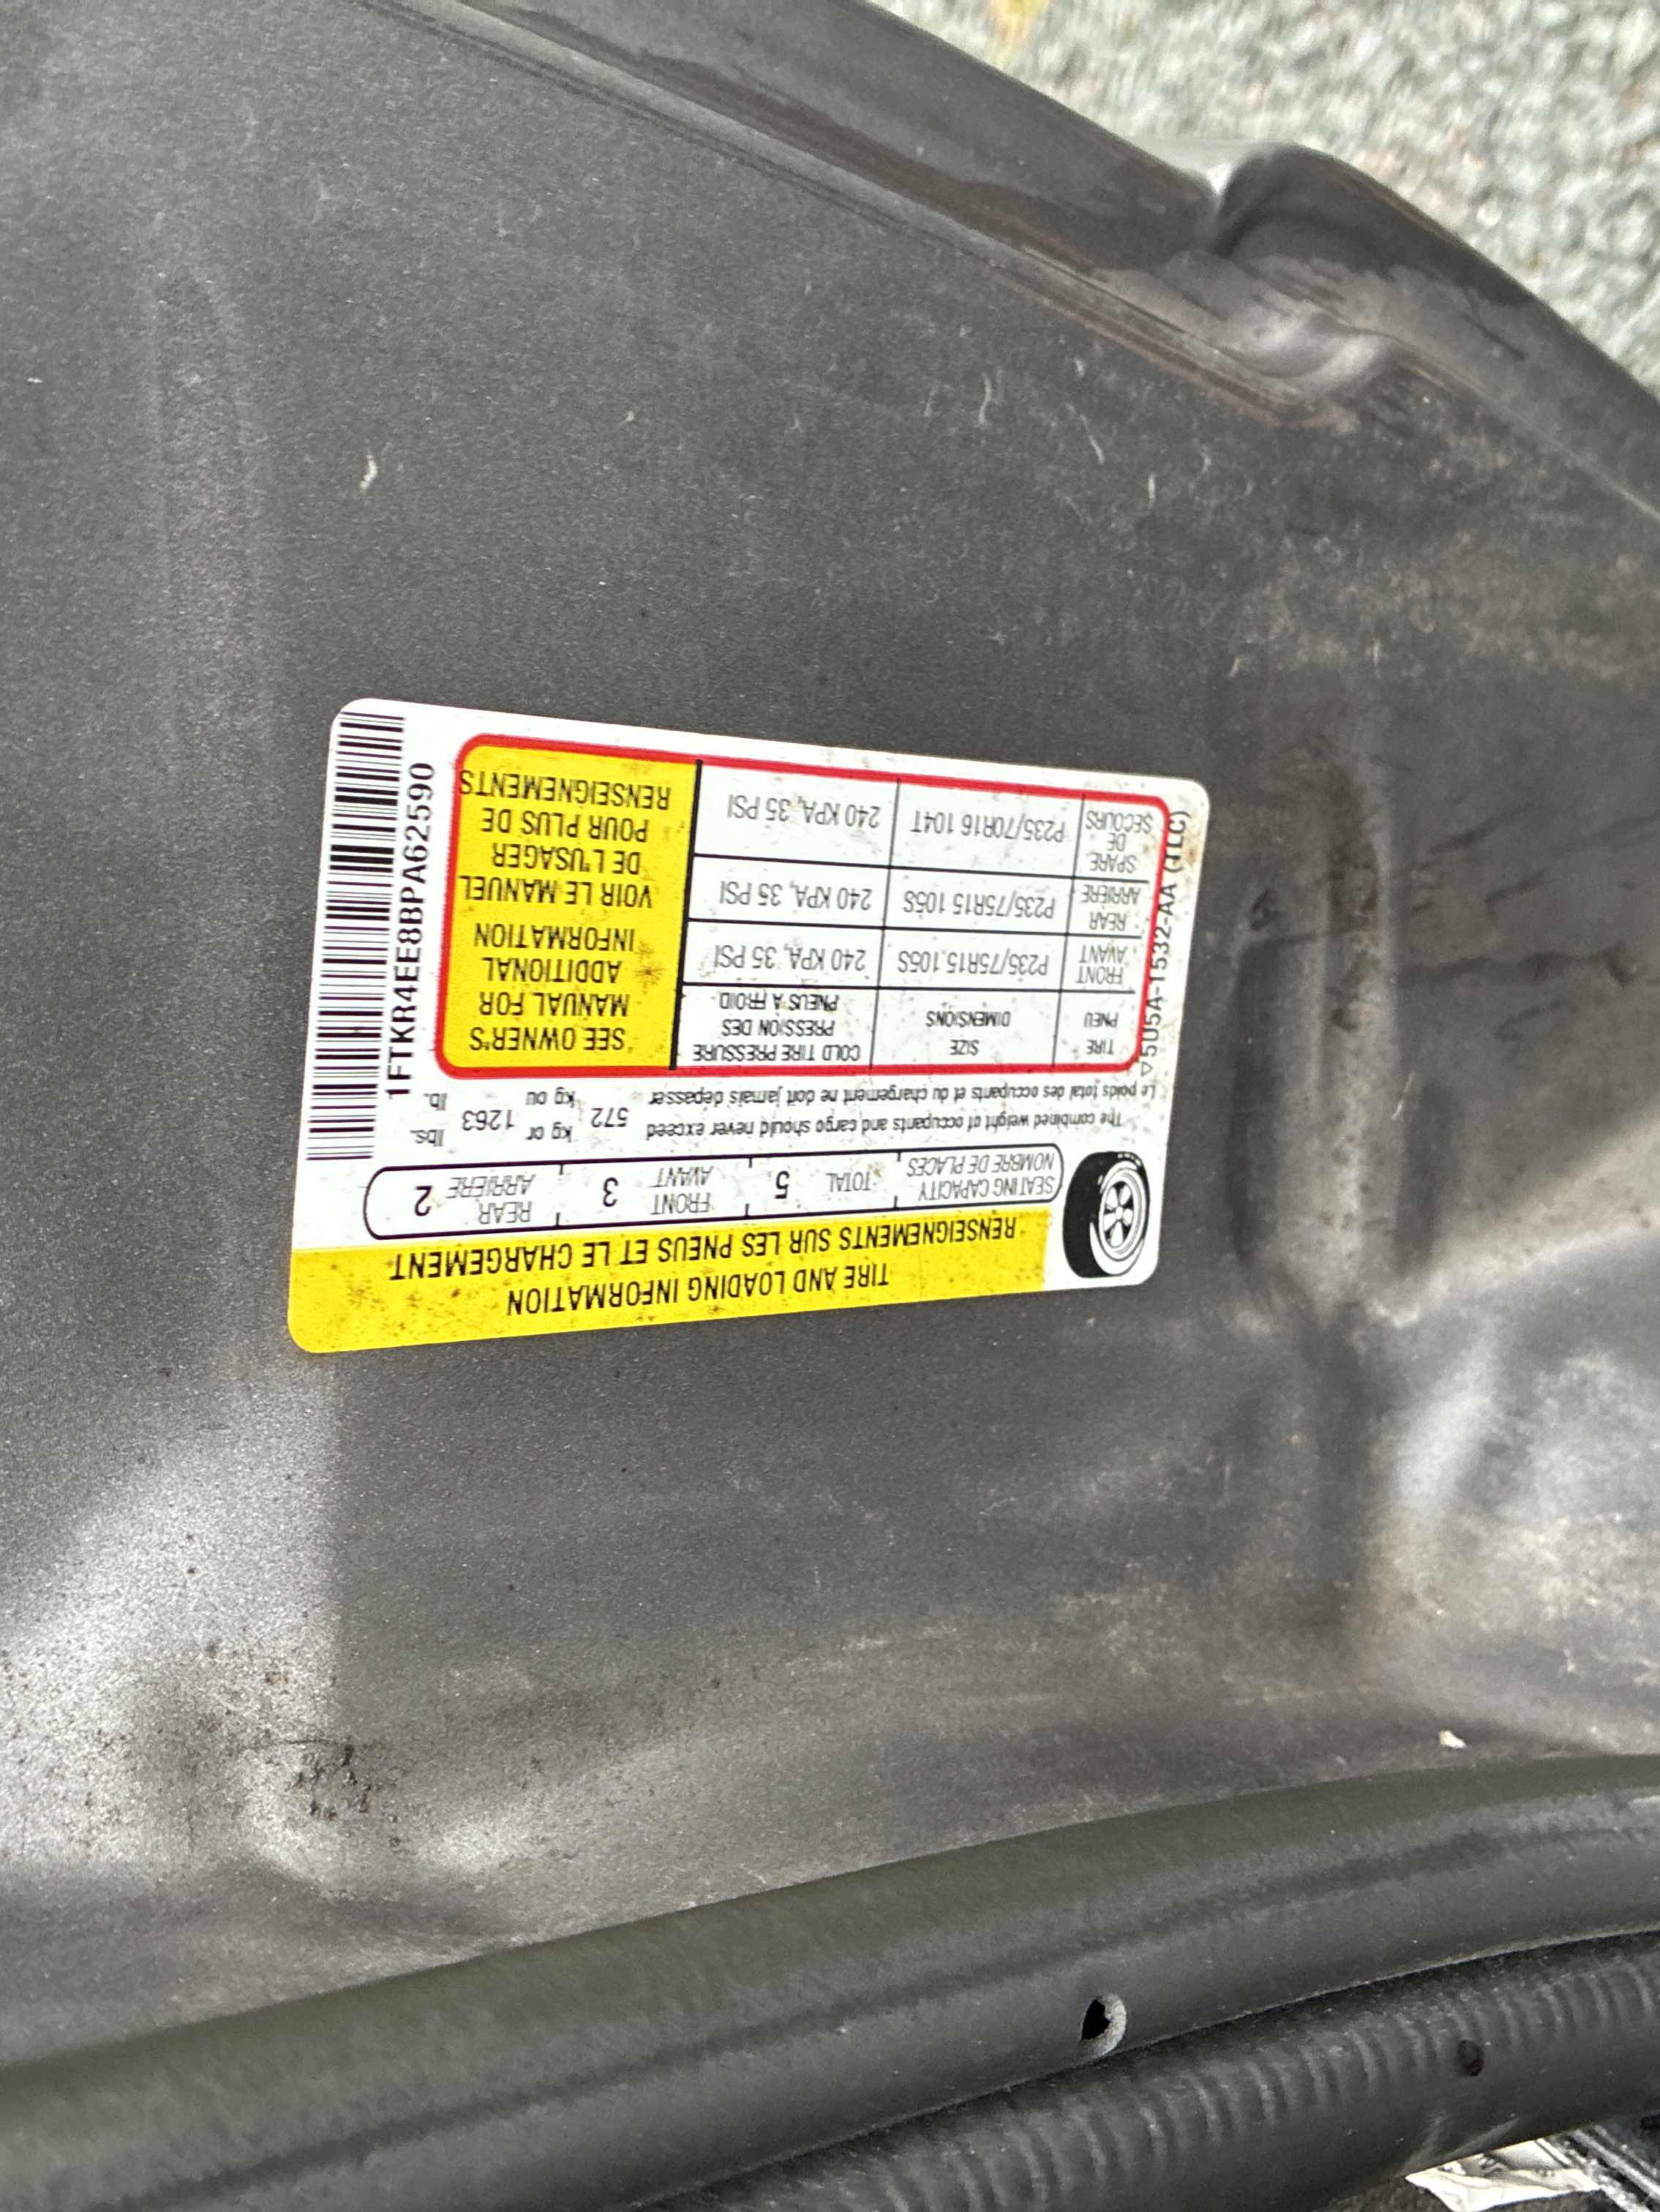 TIRE AND LOADING INFORMATION
RENSEIGNEMENTS SUR LES PNEUS ET LE CHARGEMENT
SEATING CAPACITY TOTAL 5 FRONT 3 REAR 2
NOMBRE DE PLACES AVANT ARRIÈRE
The combined weight of occupants and cargo should never exceed 572 kg or 1263 lbs.
Le poids total des occupants et du chargement ne doit jamais dépasser kg ou lb.
TIRE SIZE COLD TIRE PRESSURE
PNEU DIMENSIONS PRESSION DES
PNEUS À FROID
FRONT
AVANT P235/75R15 105S 240 KPA, 35 PSI
REAR
ARRIÈRE P235/75R15 105S 240 KPA, 35 PSI
SPARE
DE
SECOURS P235/70R16 104T 240 KPA, 35 PSI
SEE OWNER'S
MANUAL FOR
ADDITIONAL
INFORMATION
VOIR LE MANUEL
DE L'USAGER
POUR PLUS DE
RENSEIGNEMENTS
1FTKR4EE8BPA62590
5U5A-1532-AA